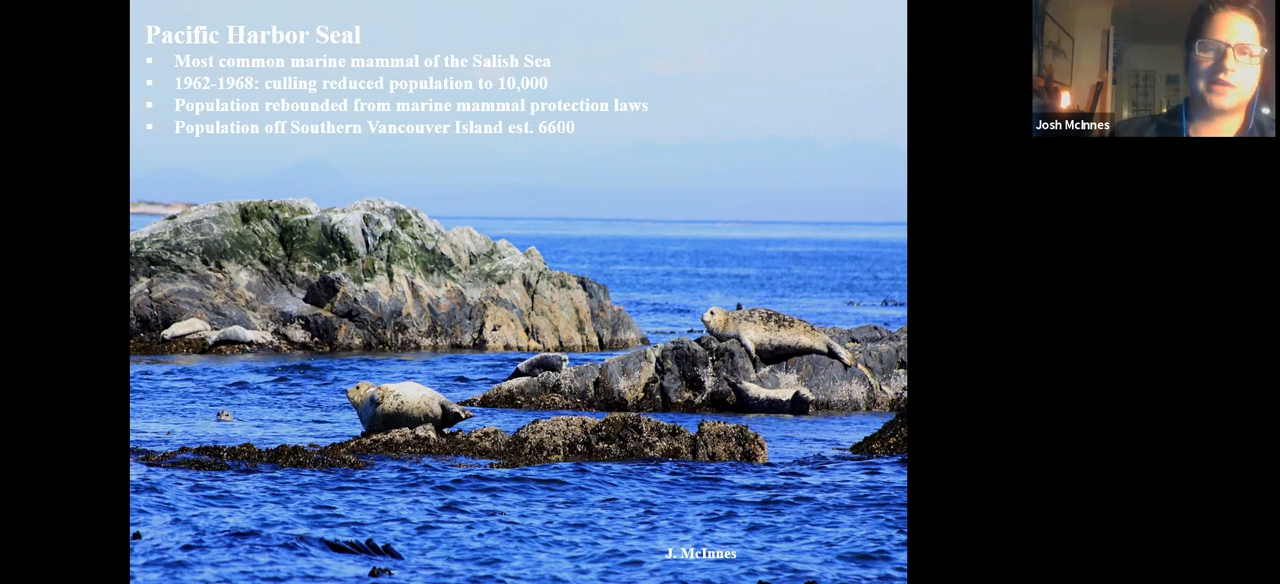 Pacific Harbor Seal
▪ Most common marine mammal of the Salish Sea
▪ 1962-1968: culling reduced population to 10,000
▪ Population rebounded from marine mammal protection laws
▪ Population off Southern Vancouver Island est. 6600
Josh McInnes
J. McInnes